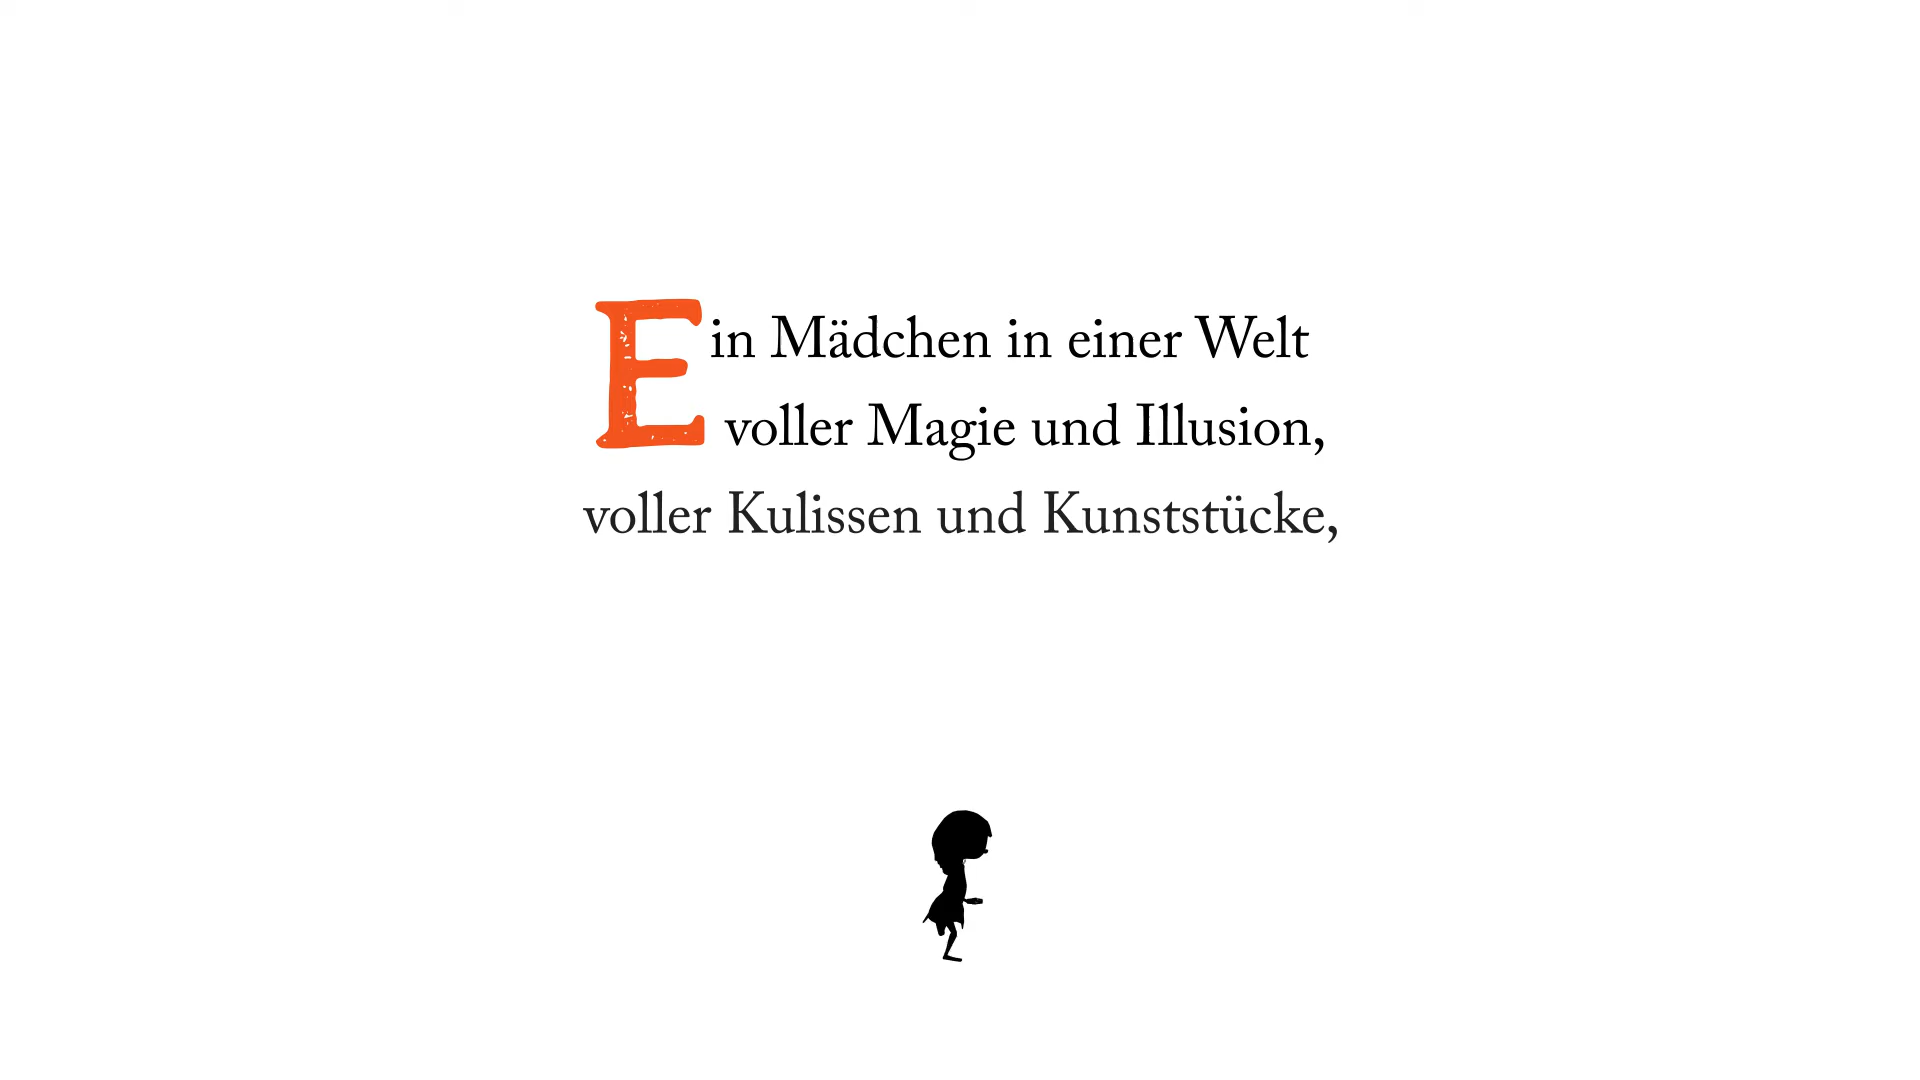 Ein Mädchen in einer Welt
voller Magie und Illusion,
voller Kulissen und Kunststücke,